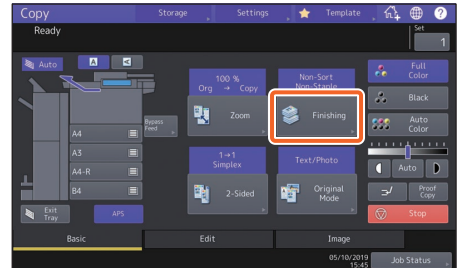 Copy
Storage
Settings
Template
?
Ready
Set
1
Auto
A
A
100 %
Org → Copy
Zoom
Non-Sort
Non-Staple
Finishing
Full
Color
Black
Auto
Color
Bypass
Feed
A4
A3
A4-R
B4
1→1
Simplex
2-Sided
Text/Photo
Original
Mode
Auto
Proof
Copy
Exit
Tray
APS
Stop
Basic
Edit
Image
05/10/2019
15:45
Job Status